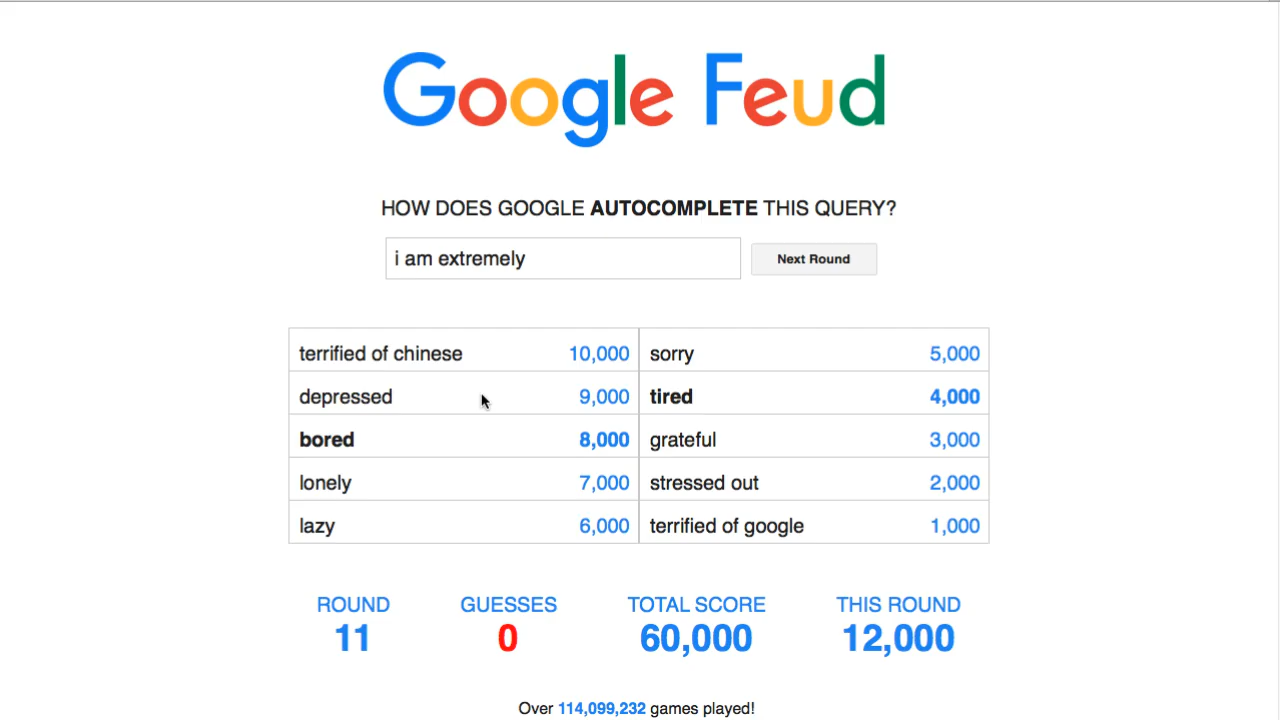 Google Feud
HOW DOES GOOGLE AUTOCOMPLETE THIS QUERY?
i am extremely
Next Round
terrified of chinese 10,000 sorry 5,000
depressed 9,000 tired 4,000
bored 8,000 grateful 3,000
lonely 7,000 stressed out 2,000
lazy 6,000 terrified of google 1,000
ROUND GUESSES TOTAL SCORE THIS ROUND
11 0 60,000 12,000
Over 114,099,232 games played!